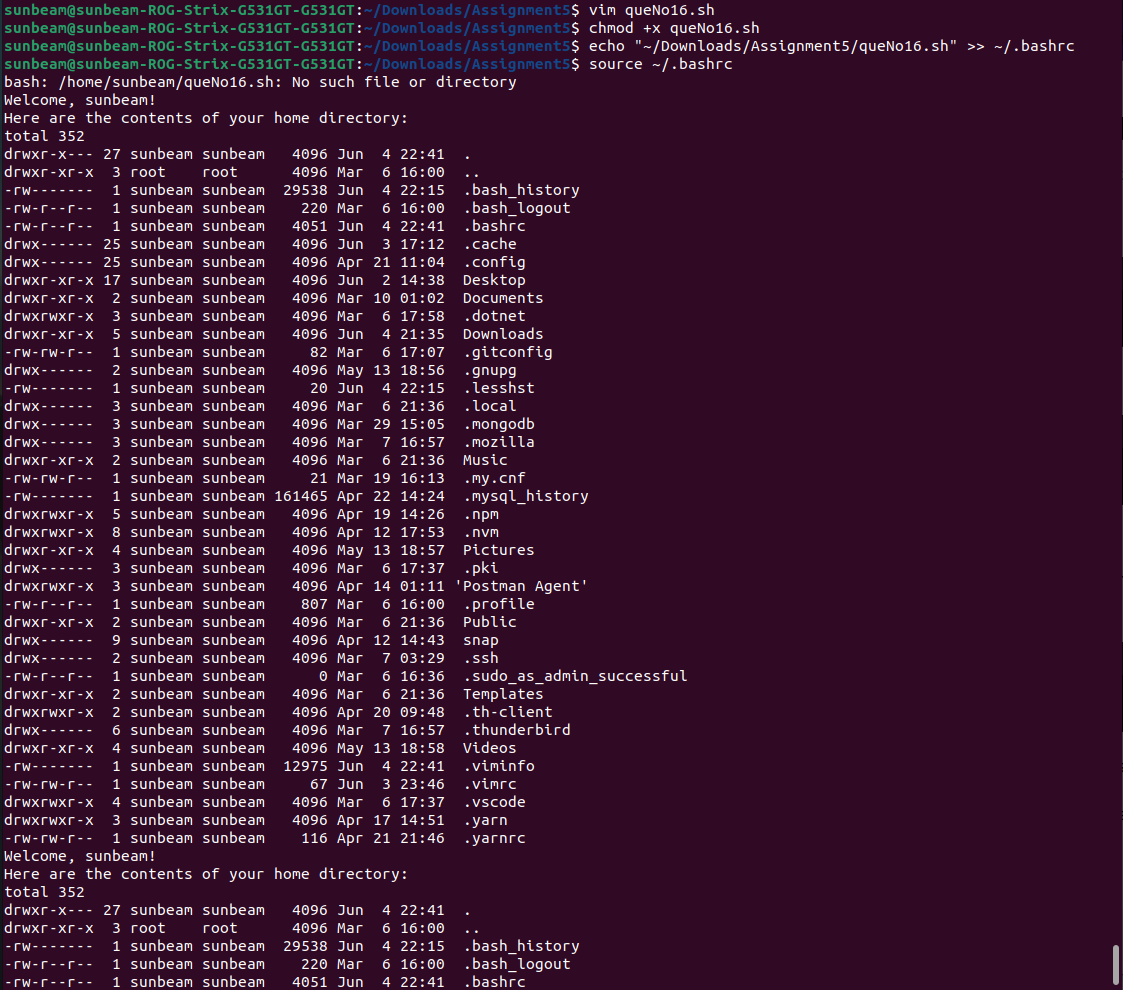 sunbeam@sunbeam-ROG-Strix-G531GT-G531GT:~/Downloads/Assignment5$ vim queNo16.sh
sunbeam@sunbeam-ROG-Strix-G531GT-G531GT:~/Downloads/Assignment5$ chmod +x queNo16.sh
sunbeam@sunbeam-ROG-Strix-G531GT-G531GT:~/Downloads/Assignment5$ echo "~/Downloads/Assignment5/queNo16.sh" >> ~/.bashrc
sunbeam@sunbeam-ROG-Strix-G531GT-G531GT:~/Downloads/Assignment5$ source ~/.bashrc
bash: /home/sunbeam/queNo16.sh: No such file or directory
Welcome, sunbeam!
Here are the contents of your home directory:
total 352
drwxr-x--- 27 sunbeam sunbeam   4096 Jun  4 22:41  .
drwxr-xr-x  3 root    root      4096 Mar  6 16:00  ..
-rw-------  1 sunbeam sunbeam  29538 Jun  4 22:15  .bash_history
-rw-r--r--  1 sunbeam sunbeam    220 Mar  6 16:00  .bash_logout
-rw-r--r--  1 sunbeam sunbeam   4051 Jun  4 22:41  .bashrc
drwx------ 25 sunbeam sunbeam   4096 Jun  3 17:12  .cache
drwx------ 25 sunbeam sunbeam   4096 Apr 21 11:04  .config
drwxr-xr-x 17 sunbeam sunbeam   4096 Jun  2 14:38  Desktop
drwxr-xr-x  2 sunbeam sunbeam   4096 Mar 10 01:02  Documents
drwxrwxr-x  3 sunbeam sunbeam   4096 Mar  6 17:58  .dotnet
drwxr-xr-x  5 sunbeam sunbeam   4096 Jun  4 21:35  Downloads
-rw-rw-r--  1 sunbeam sunbeam     82 Mar  6 17:07  .gitconfig
drwx------  2 sunbeam sunbeam   4096 May 13 18:56  .gnupg
-rw-------  1 sunbeam sunbeam     20 Jun  4 22:15  .lesshst
drwx------  3 sunbeam sunbeam   4096 Mar  6 21:36  .local
drwx------  3 sunbeam sunbeam   4096 Mar 29 15:05  .mongodb
drwx------  3 sunbeam sunbeam   4096 Mar  7 16:57  .mozilla
drwxr-xr-x  2 sunbeam sunbeam   4096 Mar  6 21:36  Music
-rw-rw-r--  1 sunbeam sunbeam     21 Mar 19 16:13  .my.cnf
-rw-------  1 sunbeam sunbeam 161465 Apr 22 14:24  .mysql_history
drwxrwxr-x  5 sunbeam sunbeam   4096 Apr 19 14:26  .npm
drwxrwxr-x  8 sunbeam sunbeam   4096 Apr 12 17:53  .nvm
drwxr-xr-x  4 sunbeam sunbeam   4096 May 13 18:57  Pictures
drwx------  3 sunbeam sunbeam   4096 Mar  6 17:37  .pki
drwxrwxr-x  3 sunbeam sunbeam   4096 Apr 14 01:11 'Postman Agent'
-rw-r--r--  1 sunbeam sunbeam    807 Mar  6 16:00  .profile
drwxr-xr-x  2 sunbeam sunbeam   4096 Mar  6 21:36  Public
drwx------  9 sunbeam sunbeam   4096 Apr 12 14:43  snap
drwx------  2 sunbeam sunbeam   4096 Mar  7 03:29  .ssh
-rw-r--r--  1 sunbeam sunbeam      0 Mar  6 16:36  .sudo_as_admin_successful
drwxr-xr-x  2 sunbeam sunbeam   4096 Mar  6 21:36  Templates
drwxrwxr-x  2 sunbeam sunbeam   4096 Apr 20 09:48  .th-client
drwx------  6 sunbeam sunbeam   4096 Mar  7 16:57  .thunderbird
drwxr-xr-x  4 sunbeam sunbeam   4096 May 13 18:58  Videos
-rw-------  1 sunbeam sunbeam  12975 Jun  4 22:41  .viminfo
-rw-rw-r--  1 sunbeam sunbeam     67 Jun  3 23:46  .vimrc
drwxrwxr-x  4 sunbeam sunbeam   4096 Mar  6 17:37  .vscode
drwxrwxr-x  3 sunbeam sunbeam   4096 Apr 17 14:51  .yarn
-rw-rw-r--  1 sunbeam sunbeam    116 Apr 21 21:46  .yarnrc
Welcome, sunbeam!
Here are the contents of your home directory:
total 352
drwxr-x--- 27 sunbeam sunbeam   4096 Jun  4 22:41  .
drwxr-xr-x  3 root    root      4096 Mar  6 16:00  ..
-rw-------  1 sunbeam sunbeam  29538 Jun  4 22:15  .bash_history
-rw-r--r--  1 sunbeam sunbeam    220 Mar  6 16:00  .bash_logout
-rw-r--r--  1 sunbeam sunbeam   4051 Jun  4 22:41  .bashrc